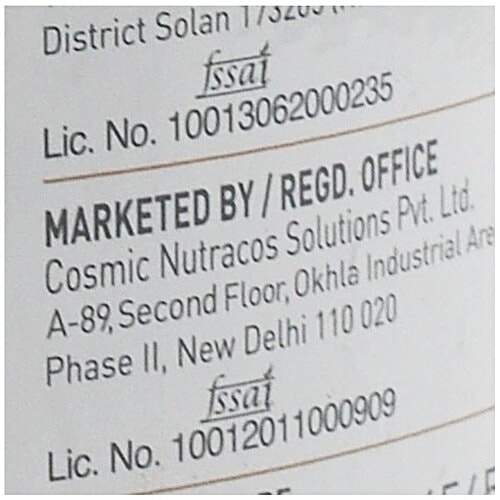 District Solan
fssai
Lic. No. 10013062000235
MARKETED BY / REGD. OFFICE
Cosmic Nutracos Solutions Pvt. Ltd.
A-89, Second Floor, Okhla Industrial Are
Phase II, New Delhi 110 020
fssai
Lic. No. 10012011000909